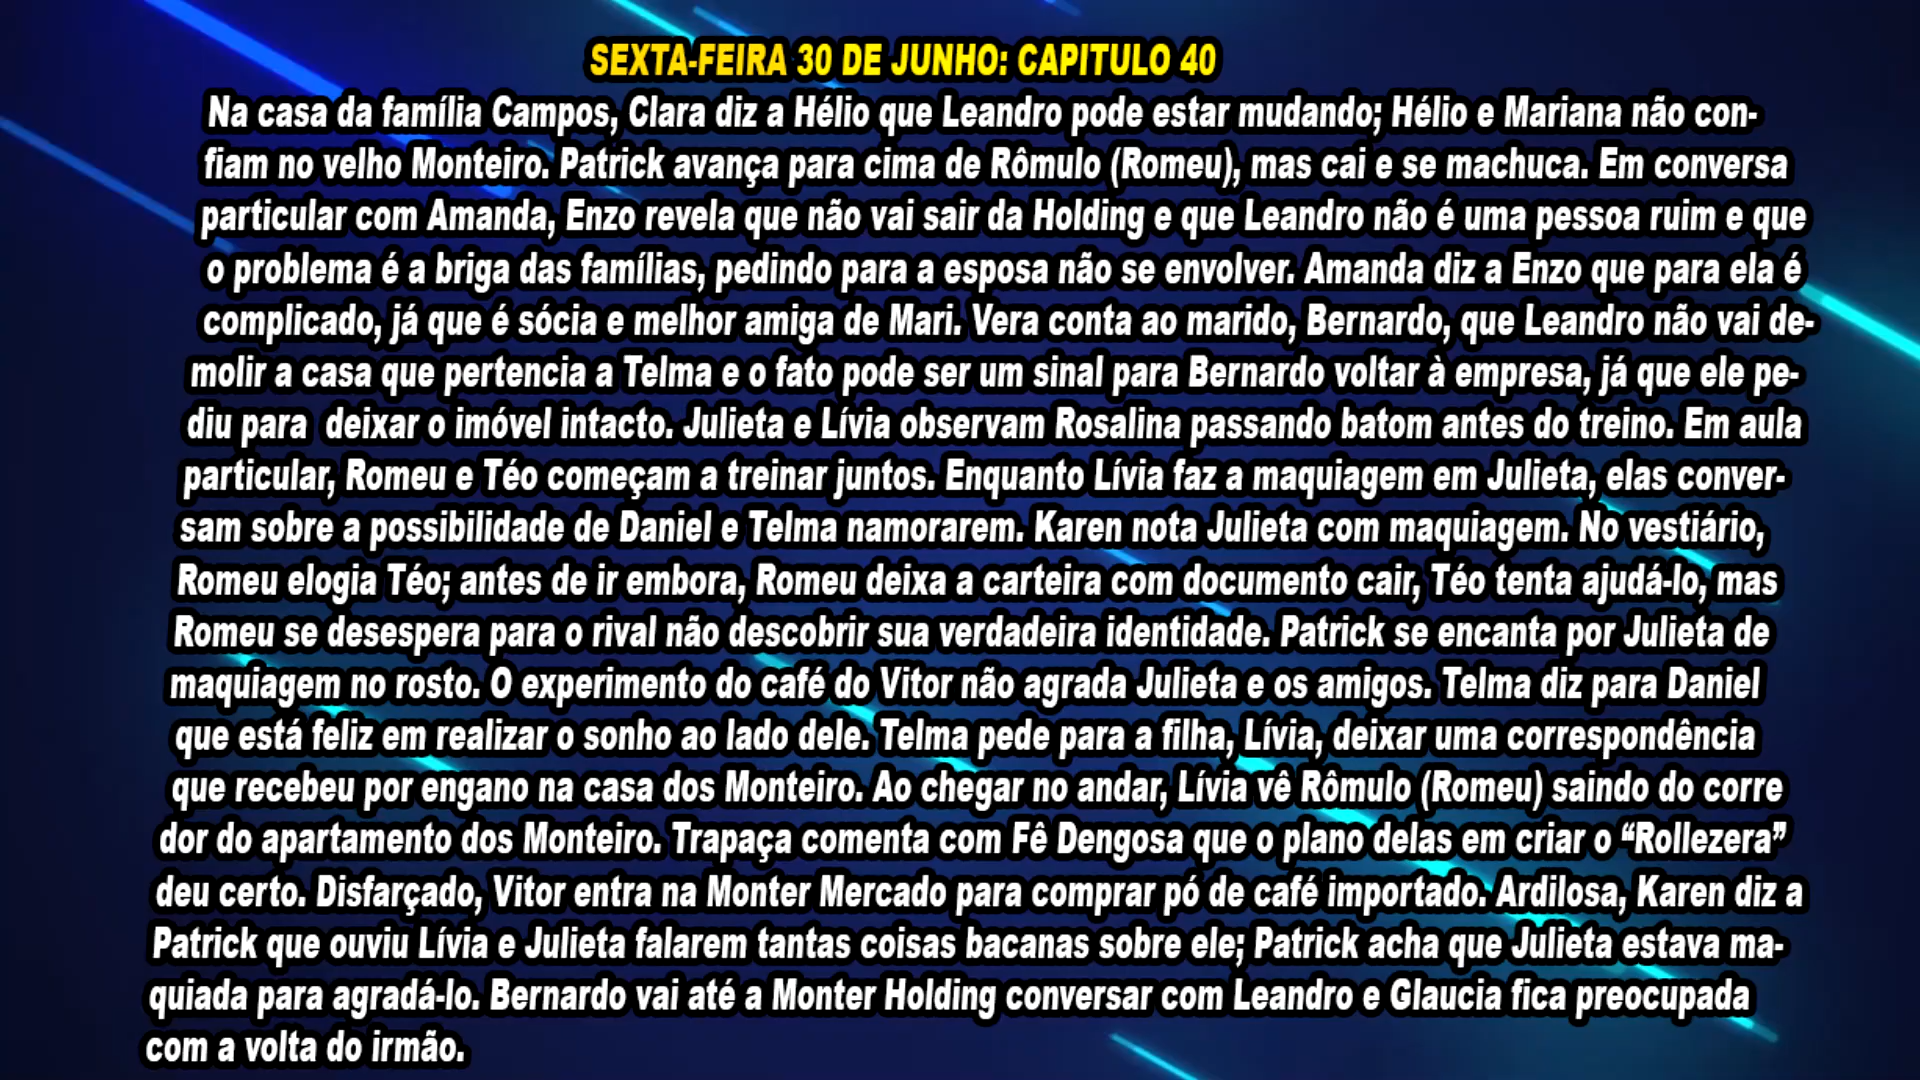 SEXTA-FEIRA 30 DE JUNHO: CAPITULO 40
Na casa da família Campos, Clara diz a Hélio que Leandro pode estar mudando; Hélio e Mariana não con-
fiam no velho Monteiro. Patrick avança para cima de Rômulo (Romeu), mas cai e se machuca. Em conversa
particular com Amanda, Enzo revela que não vai sair da Holding e que Leandro não é uma pessoa ruim e que
o problema é a briga das famílias, pedindo para a esposa não se envolver. Amanda diz a Enzo que para ela é
complicado, já que é sócia e melhor amiga de Mari. Vera conta ao marido, Bernardo, que Leandro não vai de-
molir a casa que pertencia a Telma e o fato pode ser um sinal para Bernardo voltar à empresa, já que ele pe-
diu para  deixar o imóvel intacto. Julieta e Lívia observam Rosalina passando batom antes do treino. Em aula
particular, Romeu e Téo começam a treinar juntos. Enquanto Lívia faz a maquiagem em Julieta, elas conver-
sam sobre a possibilidade de Daniel e Telma namorarem. Karen nota Julieta com maquiagem. No vestiário,
Romeu elogia Téo; antes de ir embora, Romeu deixa a carteira com documento cair, Téo tenta ajudá-lo, mas
Romeu se desespera para o rival não descobrir sua verdadeira identidade. Patrick se encanta por Julieta de
maquiagem no rosto. O experimento do café do Vitor não agrada Julieta e os amigos. Telma diz para Daniel
que está feliz em realizar o sonho ao lado dele. Telma pede para a filha, Lívia, deixar uma correspondência
que recebeu por engano na casa dos Monteiro. Ao chegar no andar, Lívia vê Rômulo (Romeu) saindo do corre
dor do apartamento dos Monteiro. Trapaça comenta com Fê Dengosa que o plano delas em criar o “Rollezera”
deu certo. Disfarçado, Vitor entra na Monter Mercado para comprar pó de café importado. Ardilosa, Karen diz a
Patrick que ouviu Lívia e Julieta falarem tantas coisas bacanas sobre ele; Patrick acha que Julieta estava ma-
quiada para agradá-lo. Bernardo vai até a Monter Holding conversar com Leandro e Glaucia fica preocupada
com a volta do irmão.